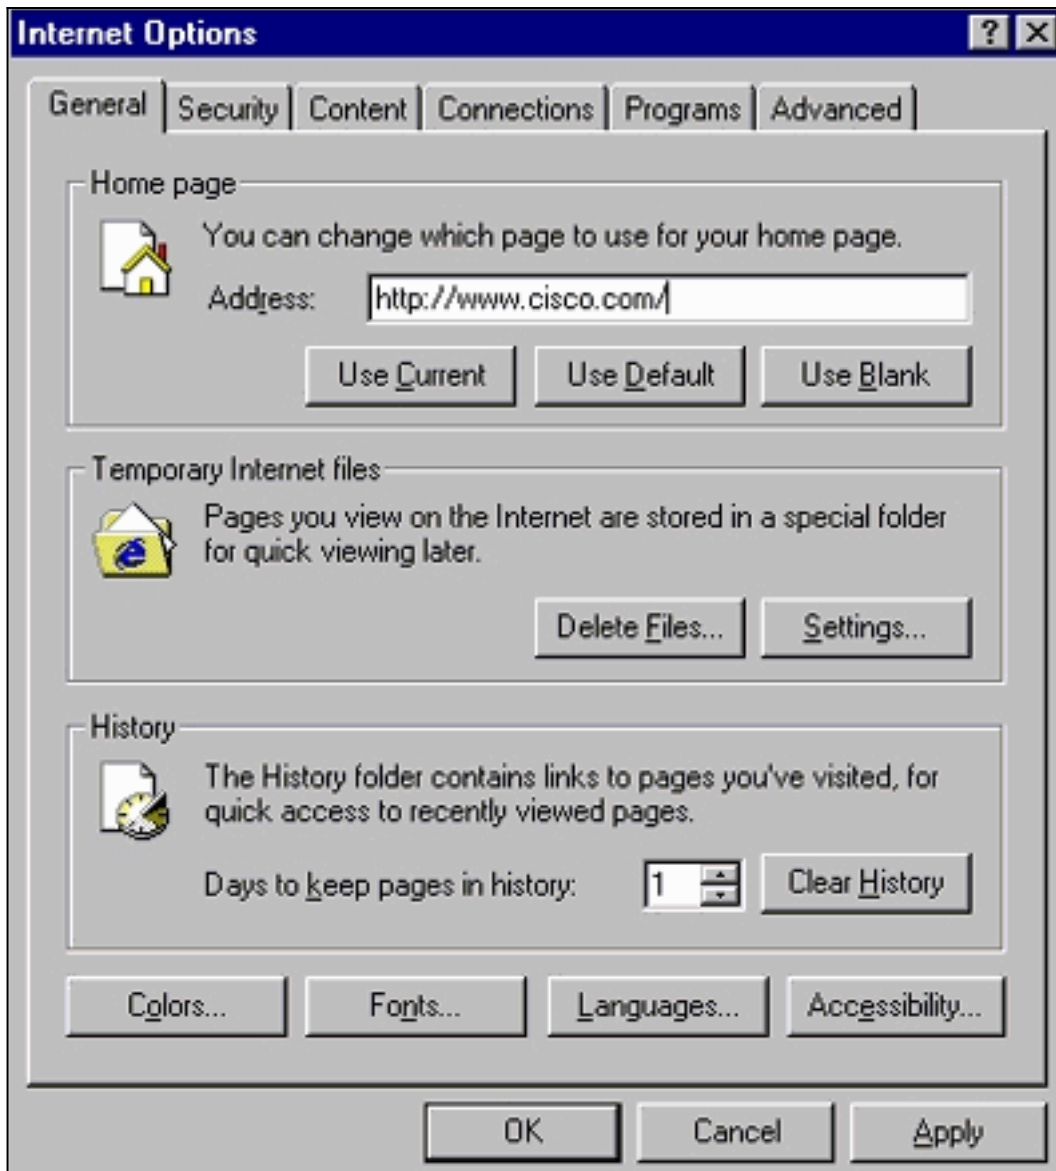 Internet Options
General Security Content Connections Programs Advanced
Home page
You can change which page to use for your home page.
Address: http://www.cisco.com/
Use Current Use Default Use Blank
Temporary Internet files
Pages you view on the Internet are stored in a special folder
for quick viewing later.
Delete Files... Settings...
History
The History folder contains links to pages you've visited, for
quick access to recently viewed pages.
Days to keep pages in history: 1 Clear History
Colors... Fonts... Languages... Accessibility...
OK Cancel Apply